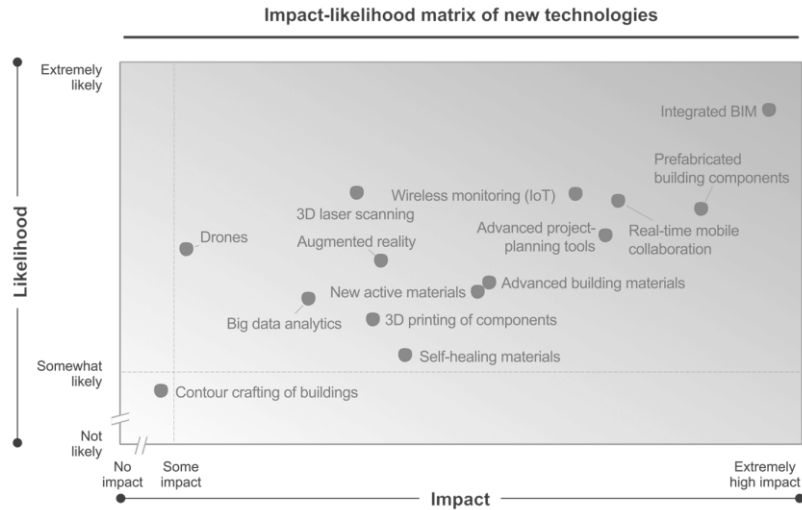 Impact-likelihood matrix of new technologies
Extremely
likely
Integrated BIM
Prefabricated
building components
Wireless monitoring (IoT)
3D laser scanning
Advanced project-
planning tools
Real-time mobile
collaboration
Drones
Augmented reality
Likelihood
New active materials
Advanced building materials
Big data analytics
3D printing of components
Self-healing materials
Somewhat
likely
Contour crafting of buildings
Not
likely
No
impact
Some
impact
Extremely
high impact
Impact